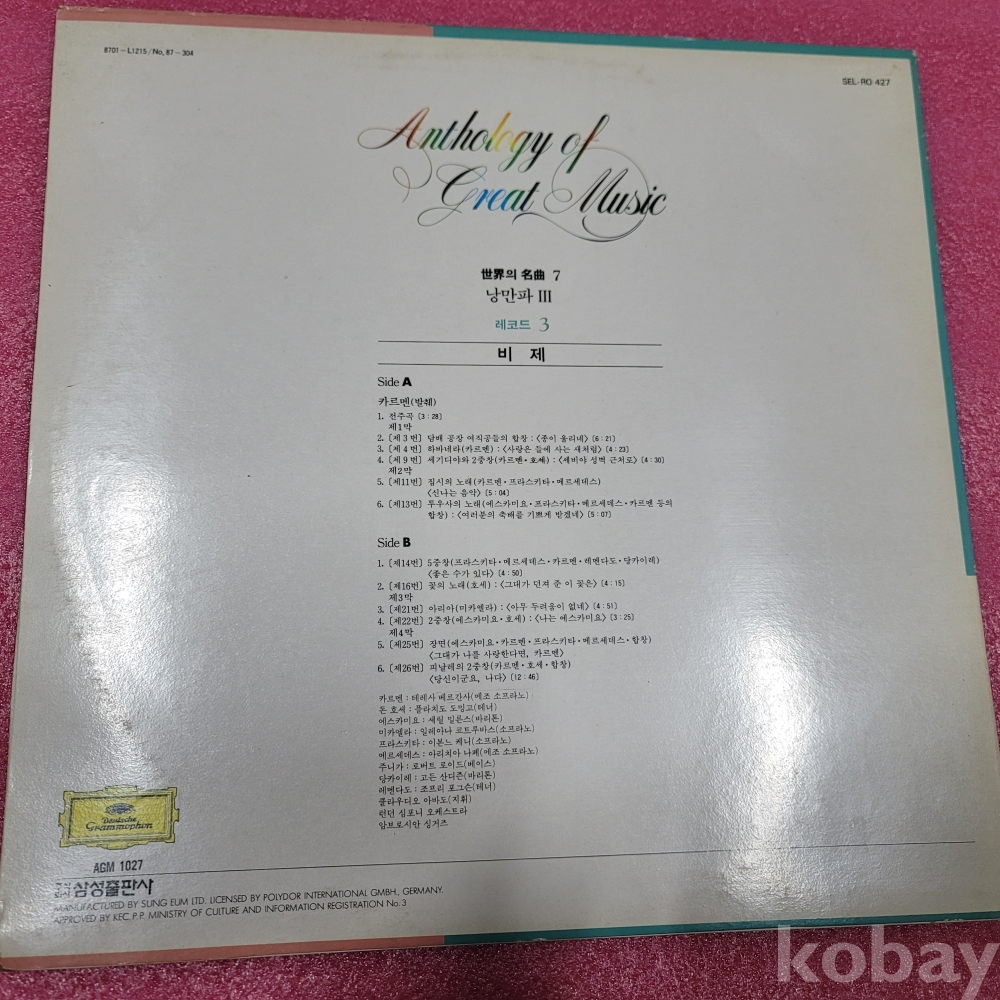 8701-L1215/No, 87-304
SEL-RO 427
Anthology of
Great Music
世界의 名曲 7
낭만파 III
레코드 3
비 제
Side A
카르멘(발췌)
1. 전주곡 [3:28]
제1막
2. [제 3 번] 담배 공장 여직공들의 합창:〈종이 울리네〉[6:21]
3. [제 4 번] 하바네라(카르멘):〈사랑은 들에 사는 새처럼〉[4:23]
4. [제 9 번] 세기디야와 2중창(카르멘·호세):〈세비야 성벽 근처로〉[4:30]
제2막
5. [제11번] 집시의 노래(카르멘·프라스키타·메르세데스)
〈신나는 음악〉[5:04]
6. [제13번] 투우사의 노래(에스카미요·프라스키타·메르세데스·카르멘 등의
합창):〈여러분의 축배를 기쁘게 받겠네〉[5:07]
Side B
1. [제14번] 5중창(프라스키타·메르세데스·카르멘·레멘다도·당카이레)
〈좋은 수가 있다〉[4:50]
2. [제16번] 꽃의 노래(호세):〈그대가 던져 준 이 꽃은〉[4:15]
제3막
3. [제21번] 아리아(미카엘라):〈아무 두려움이 없네〉[4:51]
4. [제22번] 2중창(에스카미요·호세):〈나는 에스카미요〉[3:25]
제4막
5. [제25번] 장면(에스카미요·카르멘·프라스키타·메르세데스·합창)
〈그대가 나를 사랑한다면, 카르멘〉
6. [제26번] 피날레의 2중창(카르멘·호세·합창)
〈당신이군요, 나다〉[12:46]
카르멘:테레사 베르간사(메조 소프라노)
돈 호세:플라치도 도밍고(테너)
에스카미요:셰릴 밀른스(바리톤)
미카엘라:일레아나 코트루바스(소프라노)
프라스키타:이본느 케니(소프라노)
메르세데스:아리치아 나페(메조 소프라노)
주니가:로버트 로이드(베이스)
당카이레:고든 산디즌(바리톤)
레멘다도:조프리 포그슨(테너)
클라우디오 아바도(지휘)
런던 심포니 오케스트라
암브로시안 싱거즈
Deutsche
Grammophon
AGM 1027
삼성출판사
MANUFACTURED BY SUNG EUM LTD. LICENSED BY POLYDOR INTERNATIONAL GMBH., GERMANY.
APPROVED BY KEC, P.P. MINISTRY OF CULTURE AND INFORMATION REGISTRATION No. 3
kobay